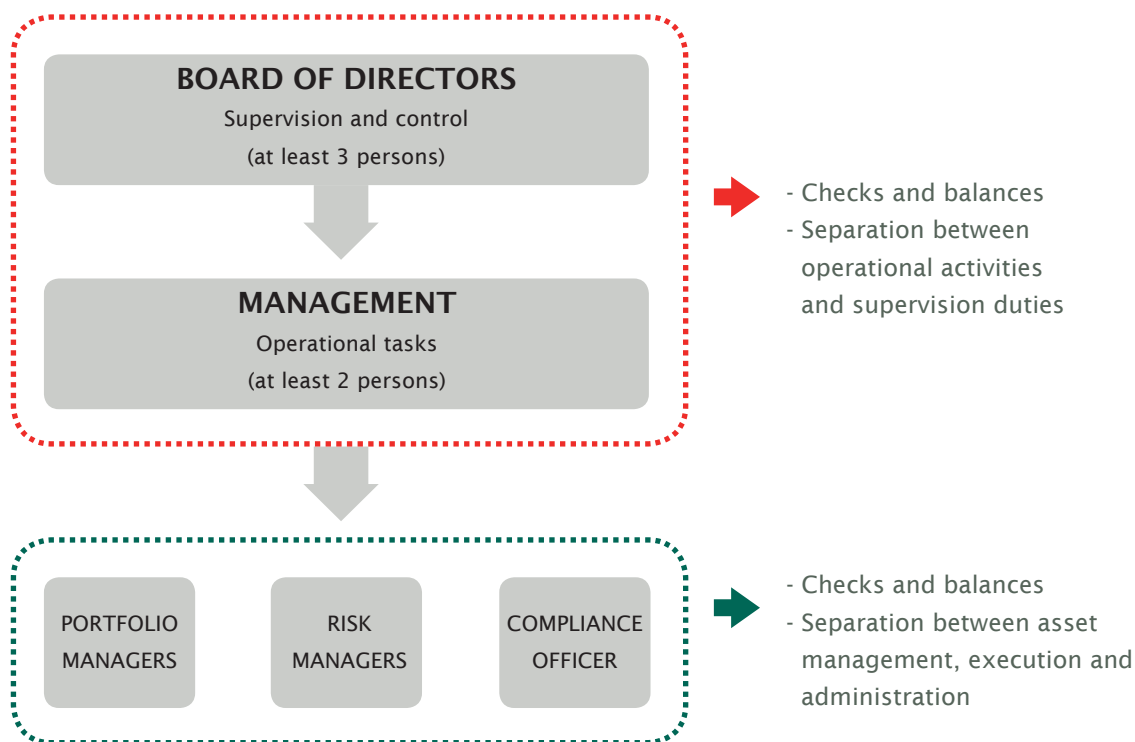 BOARD OF DIRECTORS
Supervision and control
(at least 3 persons)
- Checks and balances
- Separation between
operational activities
and supervision duties
MANAGEMENT
Operational tasks
(at least 2 persons)
PORTFOLIO
MANAGERS
RISK
MANAGERS
COMPLIANCE
OFFICER
- Checks and balances
- Separation between asset
management, execution and
administration